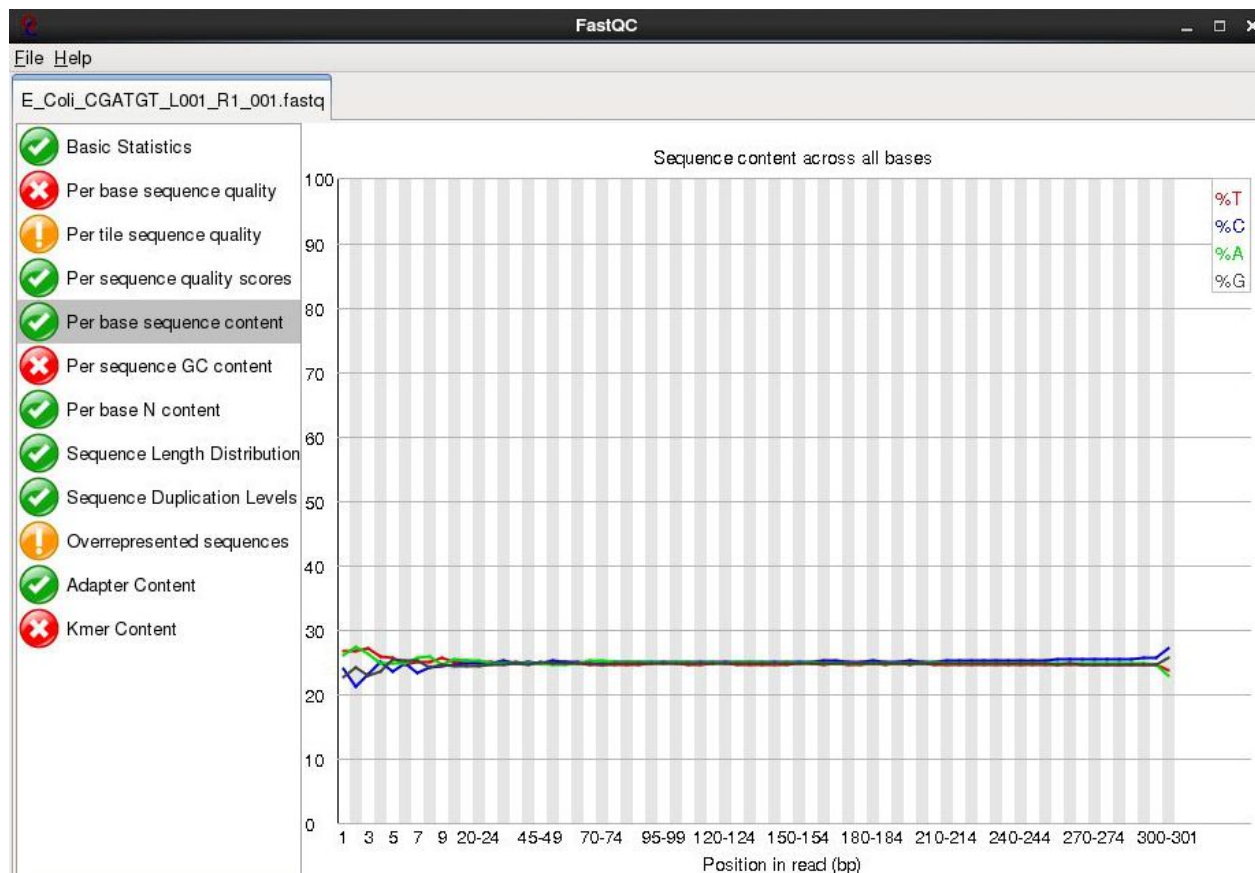 FastQC
File Help
E_Coli_CGATGT_L001_R1_001.fastq
Basic Statistics
Per base sequence quality
Per tile sequence quality
Per sequence quality scores
Per base sequence content
Per sequence GC content
Per base N content
Sequence Length Distribution
Sequence Duplication Levels
Overrepresented sequences
Adapter Content
Kmer Content
Sequence content across all bases
100
90
80
70
60
50
40
30
20
10
0
%T
%C
%A
%G
1 3 5 7 9 20-24 45-49 70-74 95-99 120-124 150-154 180-184 210-214 240-244 270-274 300-301
Position in read (bp)